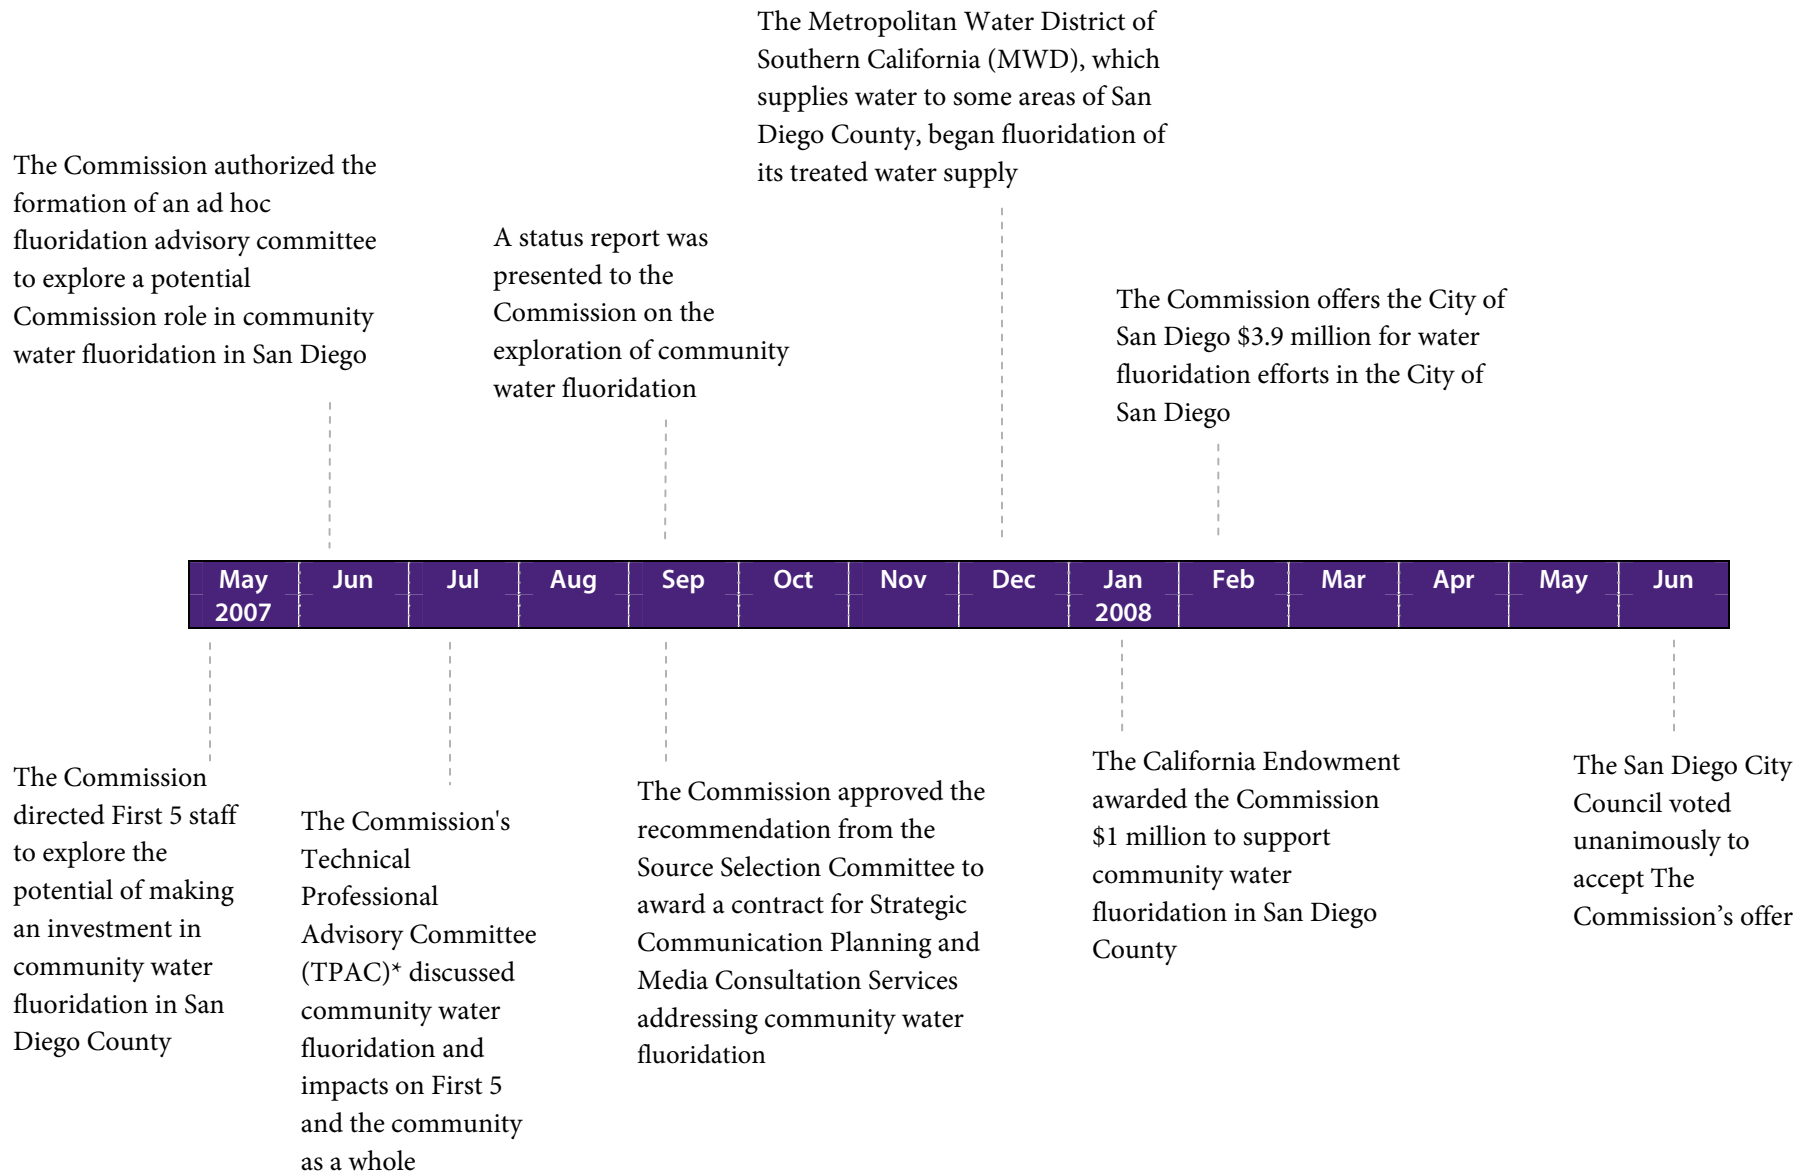 The Metropolitan Water District of
Southern California (MWD), which
supplies water to some areas of San
Diego County, began fluoridation of
its treated water supply
The Commission authorized the
formation of an ad hoc
fluoridation advisory committee
to explore a potential
Commission role in community
water fluoridation in San Diego
A status report was
presented to the
Commission on the
exploration of community
water fluoridation
The Commission offers the City of
San Diego $3.9 million for water
fluoridation efforts in the City of
San Diego
May Jun Jul Aug Sep Oct Nov Dec Jan Feb Mar Apr May Jun
2007 2008
The Commission
directed First 5 staff
to explore the
potential of making
an investment in
community water
fluoridation in San
Diego County
The Commission's
Technical
Professional
Advisory Committee
(TPAC)* discussed
community water
fluoridation and
impacts on First 5
and the community
as a whole
The Commission approved the
recommendation from the
Source Selection Committee to
award a contract for Strategic
Communication Planning and
Media Consultation Services
addressing community water
fluoridation
The California Endowment
awarded the Commission
$1 million to support
community water
fluoridation in San Diego
County
The San Diego City
Council voted
unanimously to
accept The
Commission’s offer